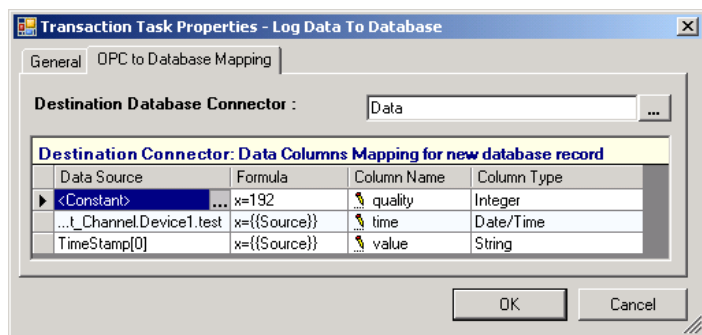 Transaction Task Properties - Log Data To Database
General OPC to Database Mapping
Destination Database Connector : Data ...
Destination Connector: Data Columns Mapping for new database record
Data Source Formula Column Name Column Type
<Constant> ... x=192 quality Integer
...t_Channel.Device1.test x={{Source}} time Date/Time
TimeStamp[0] x={{Source}} value String
OK Cancel